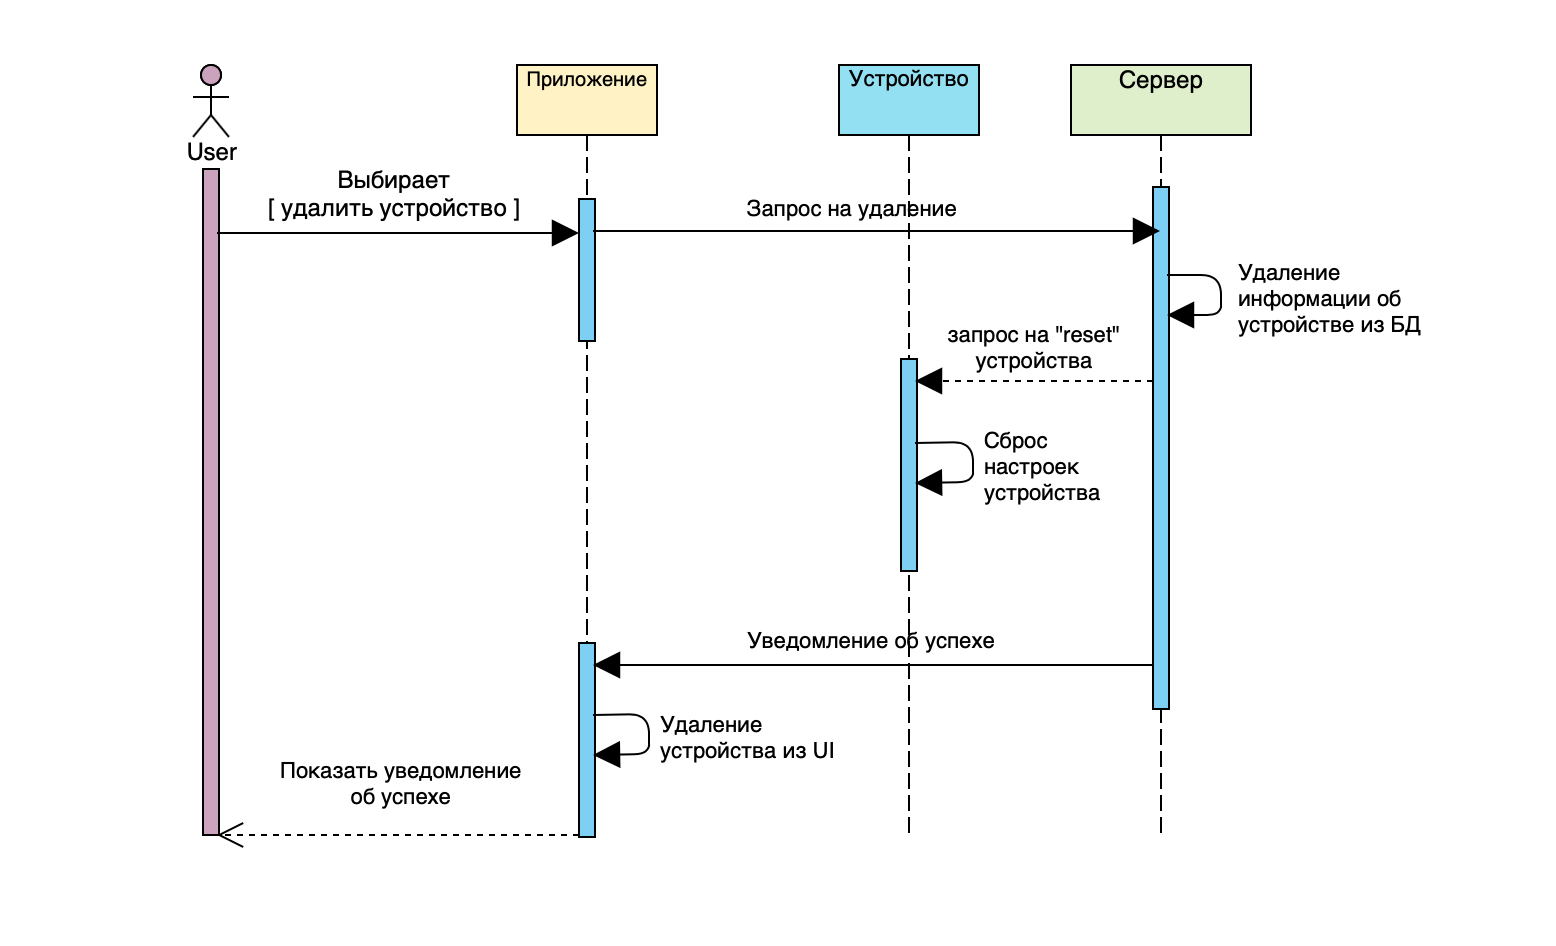 Приложение
Устройство
Сервер
User
Выбирает
[ удалить устройство ]
Запрос на удаление
Удаление
информации об
устройстве из БД
запрос на "reset"
устройства
Сброс
настроек
устройства
Уведомление об успехе
Удаление
устройства из UI
Показать уведомление
об успехе